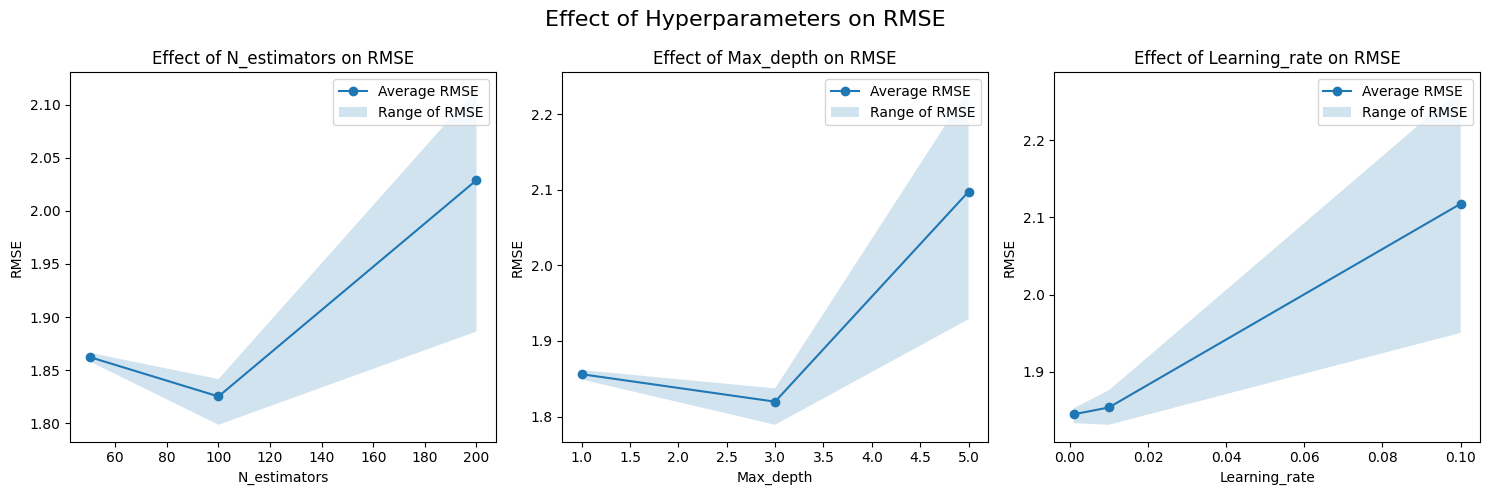 Effect of Hyperparameters on RMSE
Effect of N_estimators on RMSE
Average RMSE
Range of RMSE
2.10
2.05
2.00
1.95
1.90
1.85
1.80
RMSE
60 80 100 120 140 160 180 200
N_estimators
Effect of Max_depth on RMSE
Average RMSE
Range of RMSE
2.2
2.1
2.0
1.9
1.8
RMSE
1.0 1.5 2.0 2.5 3.0 3.5 4.0 4.5 5.0
Max_depth
Effect of Learning_rate on RMSE
Average RMSE
Range of RMSE
2.2
2.1
2.0
1.9
RMSE
0.00 0.02 0.04 0.06 0.08 0.10
Learning_rate